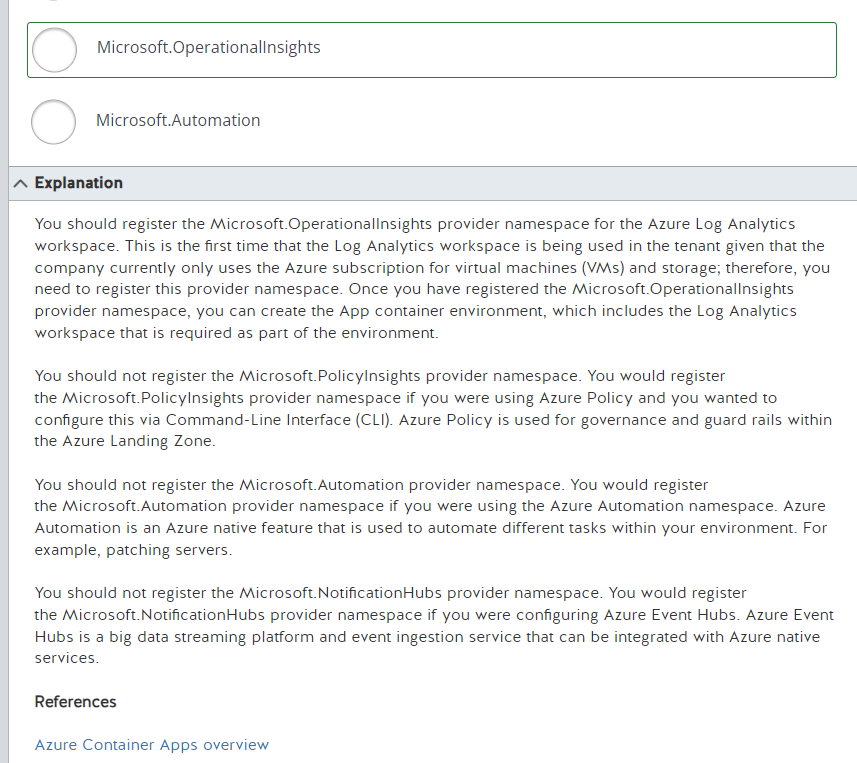 Microsoft.OperationalInsights
Microsoft.Automation
Explanation
You should register the Microsoft.OperationalInsights provider namespace for the Azure Log Analytics
workspace. This is the first time that the Log Analytics workspace is being used in the tenant given that the
company currently only uses the Azure subscription for virtual machines (VMs) and storage; therefore, you
need to register this provider namespace. Once you have registered the Microsoft.OperationalInsights
provider namespace, you can create the App container environment, which includes the Log Analytics
workspace that is required as part of the environment.
You should not register the Microsoft.PolicyInsights provider namespace. You would register
the Microsoft.PolicyInsights provider namespace if you were using Azure Policy and you wanted to
configure this via Command-Line Interface (CLI). Azure Policy is used for governance and guard rails within
the Azure Landing Zone.
You should not register the Microsoft.Automation provider namespace. You would register
the Microsoft.Automation provider namespace if you were using the Azure Automation namespace. Azure
Automation is an Azure native feature that is used to automate different tasks within your environment. For
example, patching servers.
You should not register the Microsoft.NotificationHubs provider namespace. You would register
the Microsoft.NotificationHubs provider namespace if you were configuring Azure Event Hubs. Azure Event
Hubs is a big data streaming platform and event ingestion service that can be integrated with Azure native
services.
References
Azure Container Apps overview